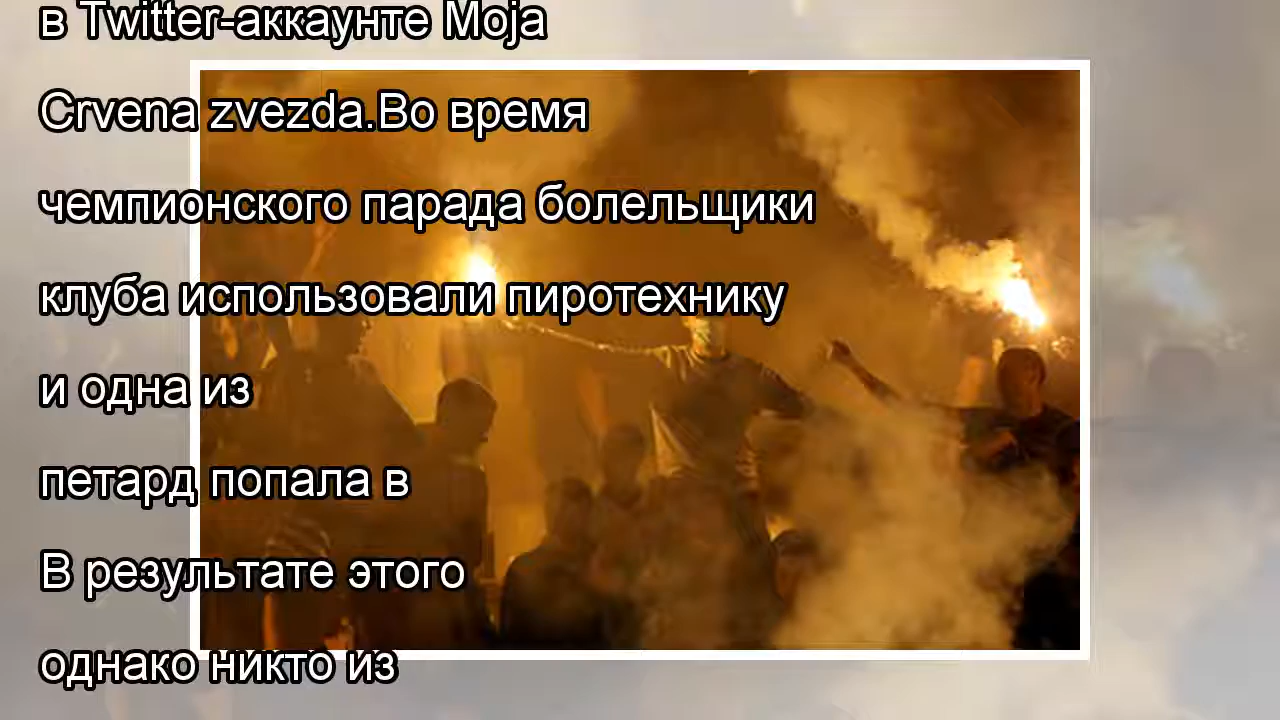 в Twitter-аккаунте Moja
Crvena zvezda.Во время
чемпионского парада болельщики
клуба использовали пиротехнику
и одна из
петард попала в
В результате этого
однако никто из